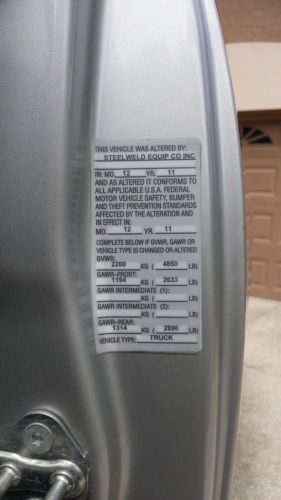 THIS VEHICLE WAS ALTERED BY:
STEELWELD EQUIP CO INC
IN: MO. 12 YR. 11
AND AS ALTERED IT CONFORMS TO
ALL APPLICABLE U.S.A. FEDERAL
MOTOR VEHICLE SAFETY, BUMPER
AND THEFT PREVENTION STANDARDS
AFFECTED BY THE ALTERATION AND
IN EFFECT IN:
MO. 12 YR. 11
COMPLETE BELOW IF GVWR, GAWR OR
VEHICLE TYPE IS CHANGED OR ALTERED
GVWR:
2200 KG ( 4850 LB)
GAWR-FRONT:
1194 KG ( 2633 LB)
GAWR INTERMEDIATE (1):
KG ( LB)
GAWR INTERMEDIATE (2):
KG ( LB)
GAWR-REAR:
1314 KG ( 2896 LB)
VEHICLE TYPE: TRUCK